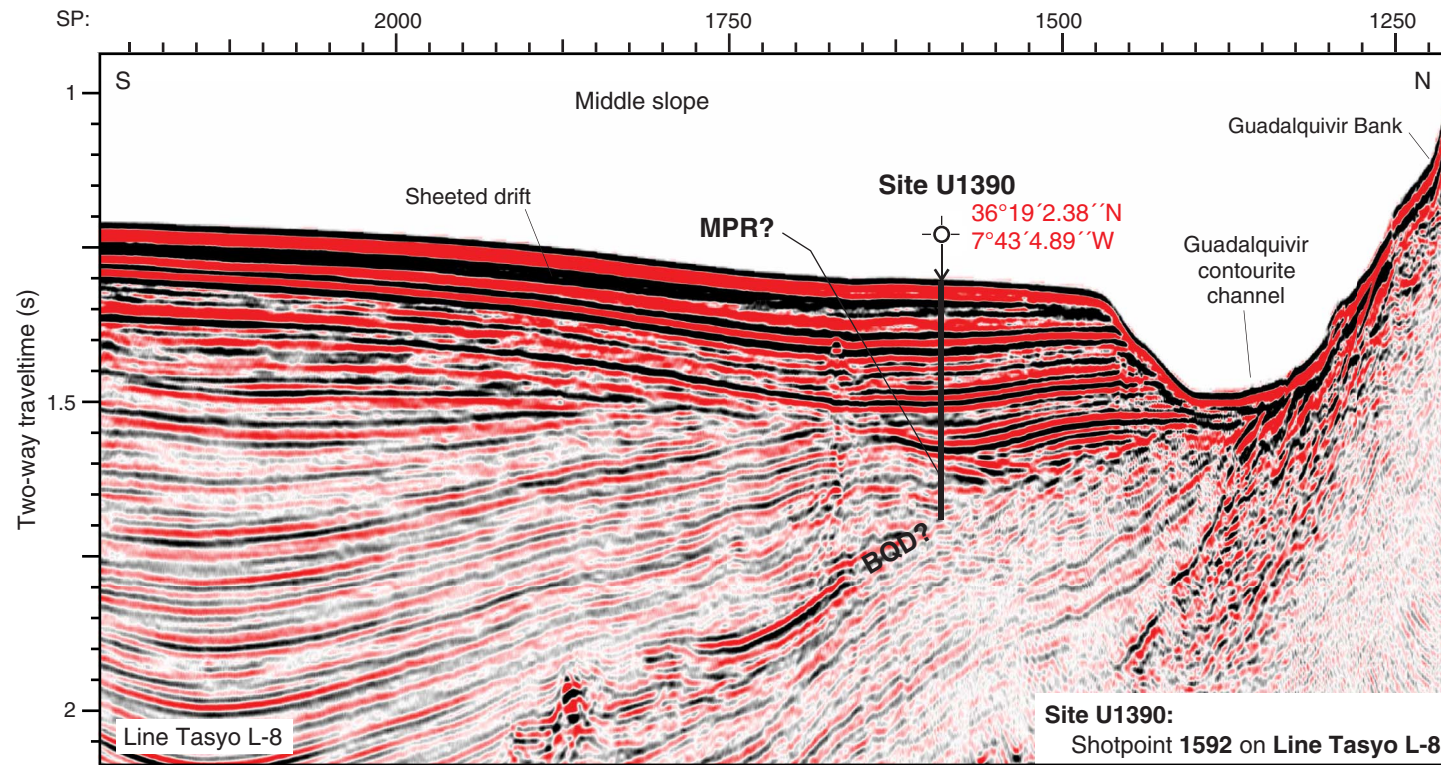 SP: 2000 1750 1500 1250
S
N
1
Middle slope
Guadalquivir Bank
Site U1390
Sheeted drift
36°19´2.38´´N
MPR?
7°43´4.89´´W
Guadalquivir
contourite
channel
Two-way traveltime (s)
1.5
BQD?
2
Line Tasyo L-8
Site U1390:
Shotpoint 1592 on Line Tasyo L-8